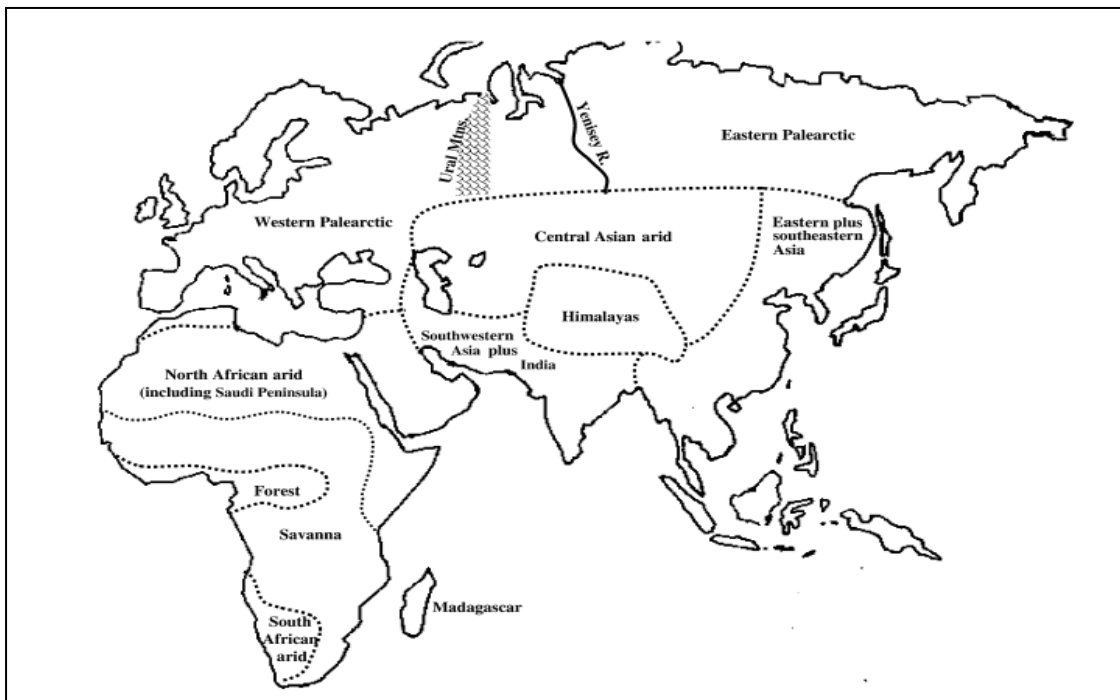 Ural Mtns.
Yenisey R.
Eastern Palearctic
Western Palearctic
Central Asian arid
Eastern plus
southeastern
Asia
Himalayas
Southwestern
Asia plus
India
North African arid
(including Saudi Peninsula)
Forest
Savanna
Madagascar
South
African
arid